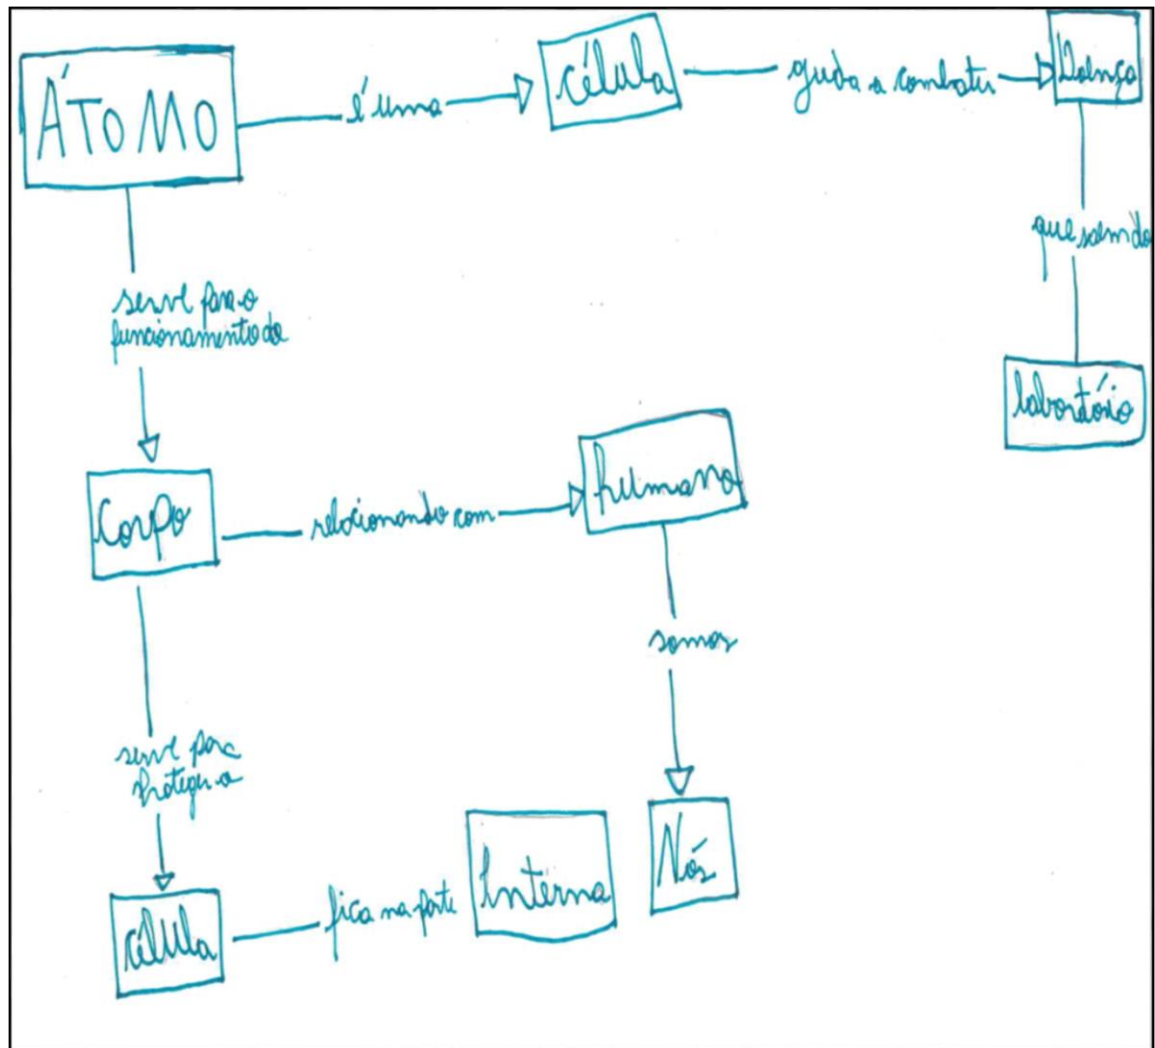 ÁTOMO
é uma
célula
ajuda a combater
Doença
que saem do
laboratório
serve para o
funcionamento do
Corpo
relacionando com
humano
somos
Nós
serve para
proteger a
célula
fica na parte
Interna